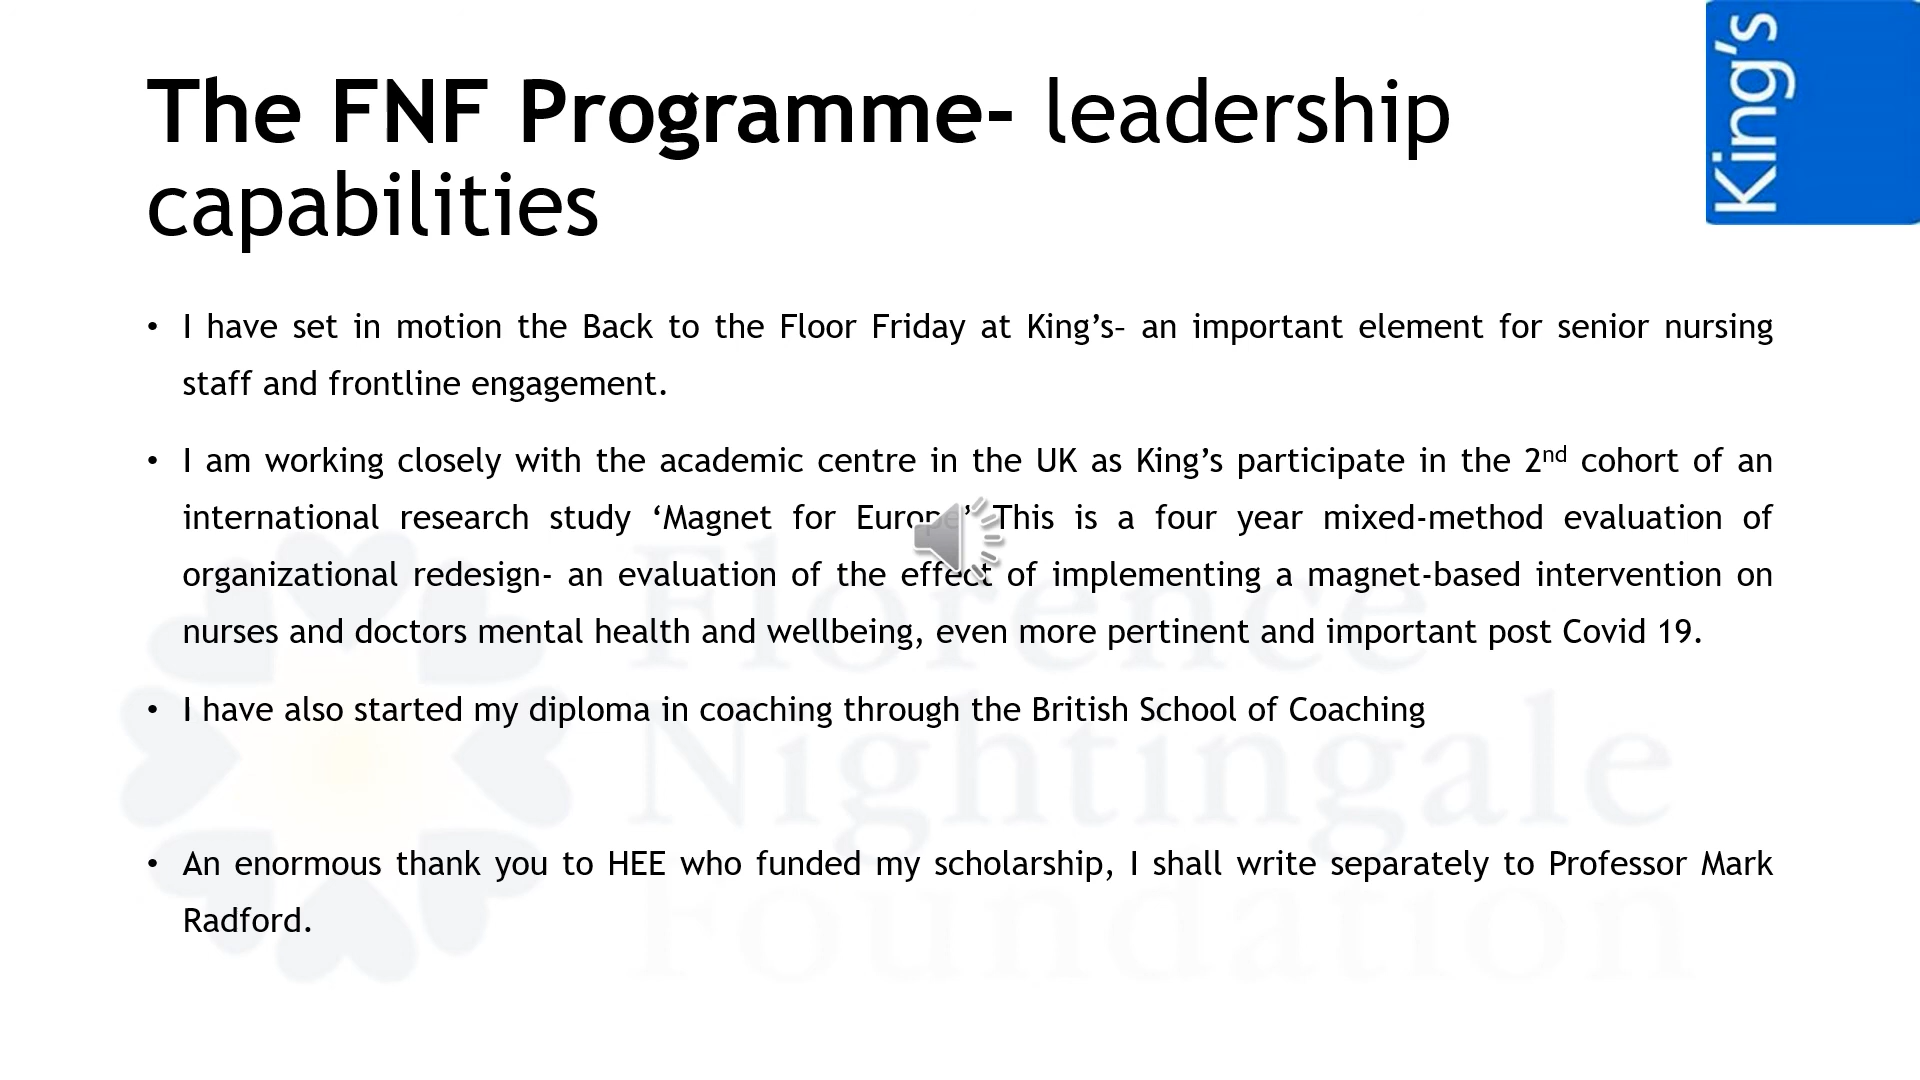 King's
The FNF Programme- leadership
capabilities
• I have set in motion the Back to the Floor Friday at King’s– an important element for senior nursing
staff and frontline engagement.
• I am working closely with the academic centre in the UK as King’s participate in the 2nd cohort of an
international research study ‘Magnet for Europe’ This is a four year mixed-method evaluation of
organizational redesign- an evaluation of the effect of implementing a magnet-based intervention on
nurses and doctors mental health and wellbeing, even more pertinent and important post Covid 19.
• I have also started my diploma in coaching through the British School of Coaching
• An enormous thank you to HEE who funded my scholarship, I shall write separately to Professor Mark
Radford.
Florence
Nightingale
Foundation